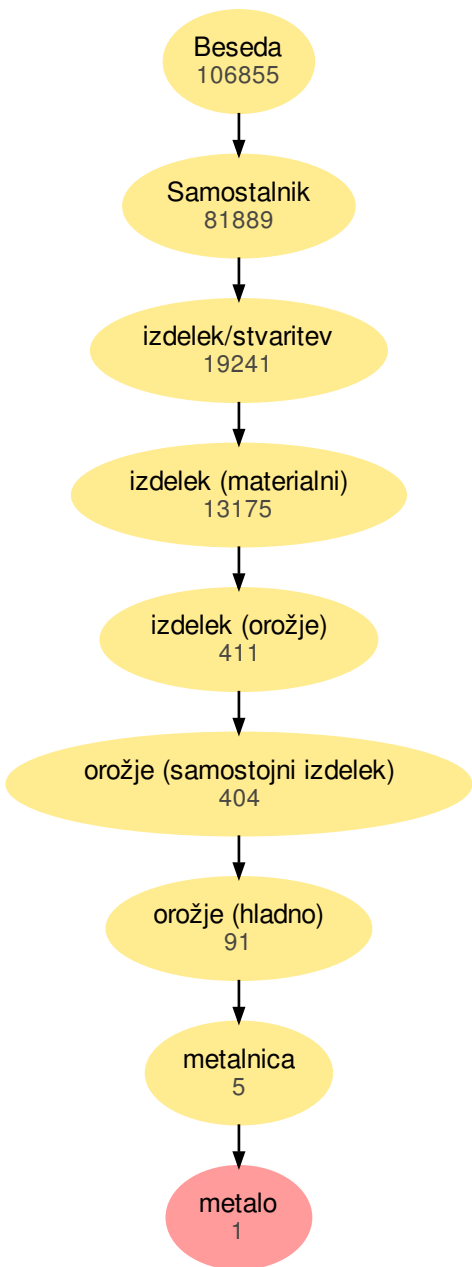 Beseda
106855
Samostalnik
81889
izdelek/stvaritev
19241
izdelek (materialni)
13175
izdelek (orožje)
411
orožje (samostojni izdelek)
404
orožje (hladno)
91
metalnica
5
metalo
1